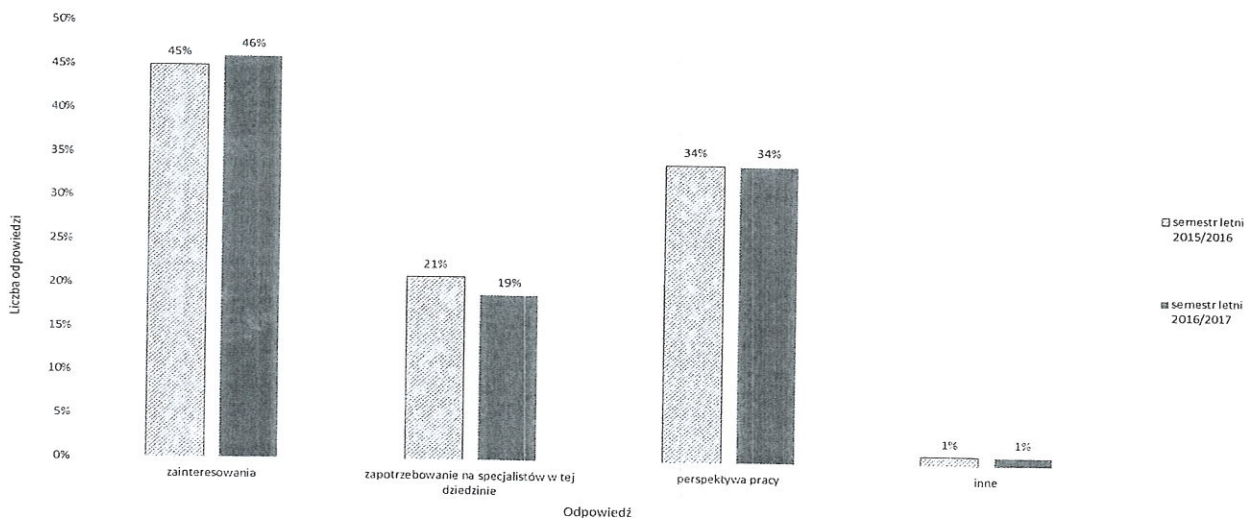 50%
45%
40%
35%
30%
25%
20%
15%
10%
5%
0%
Liczba odpowiedzi
45%
46%
21%
19%
34%
34%
1%
1%
zainteresowania
zapotrzebowanie na specjalistów w tej
dziedzinie
perspektywa pracy
inne
Odpowiedź
semestr letni
2015/2016
semestr letni
2016/2017